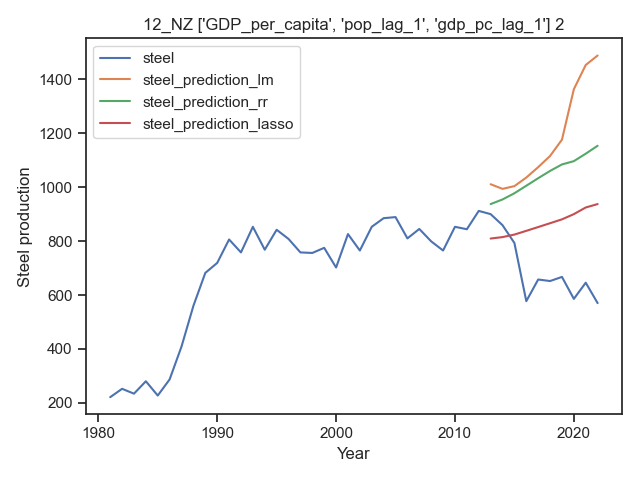 12_NZ ['GDP_per_capita', 'pop_lag_1', 'gdp_pc_lag_1'] 2
steel
steel_prediction_lm
steel_prediction_rr
steel_prediction_lasso
Steel production
1400
1200
1000
800
600
400
200
1980
1990
2000
2010
2020
Year